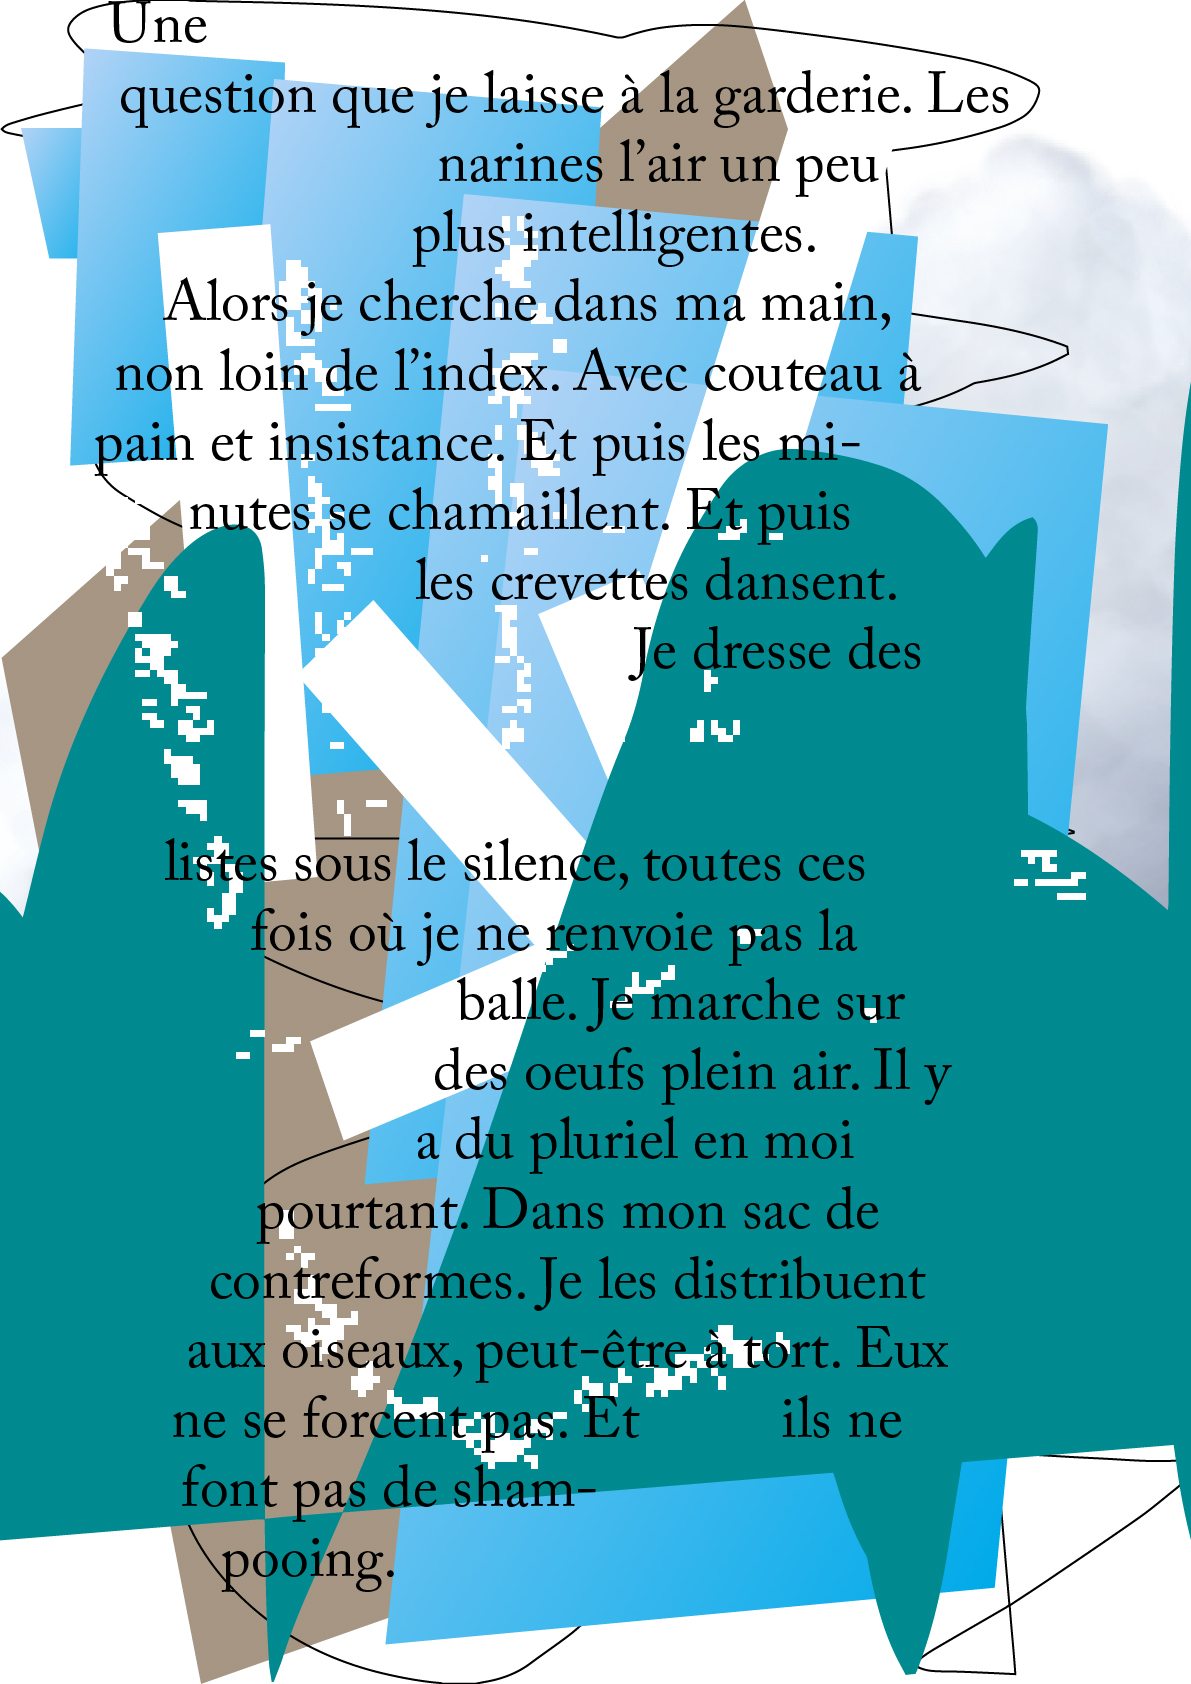 Une
question que je laisse à la garderie. Les
narines l’air un peu
plus intelligentes.
Alors je cherche dans ma main,
non loin de l’index. Avec couteau à
pain et insistance. Et puis les mi-
nutes se chamaillent. Et puis
les crevettes dansent.
Je dresse des
listes sous le silence, toutes ces
fois où je ne renvoie pas la
balle. Je marche sur
des oeufs plein air. Il y
a du pluriel en moi
pourtant. Dans mon sac de
contreformes. Je les distribuent
aux oiseaux, peut-être à tort. Eux
ne se forcent pas. Et ils ne
font pas de sham-
pooing.